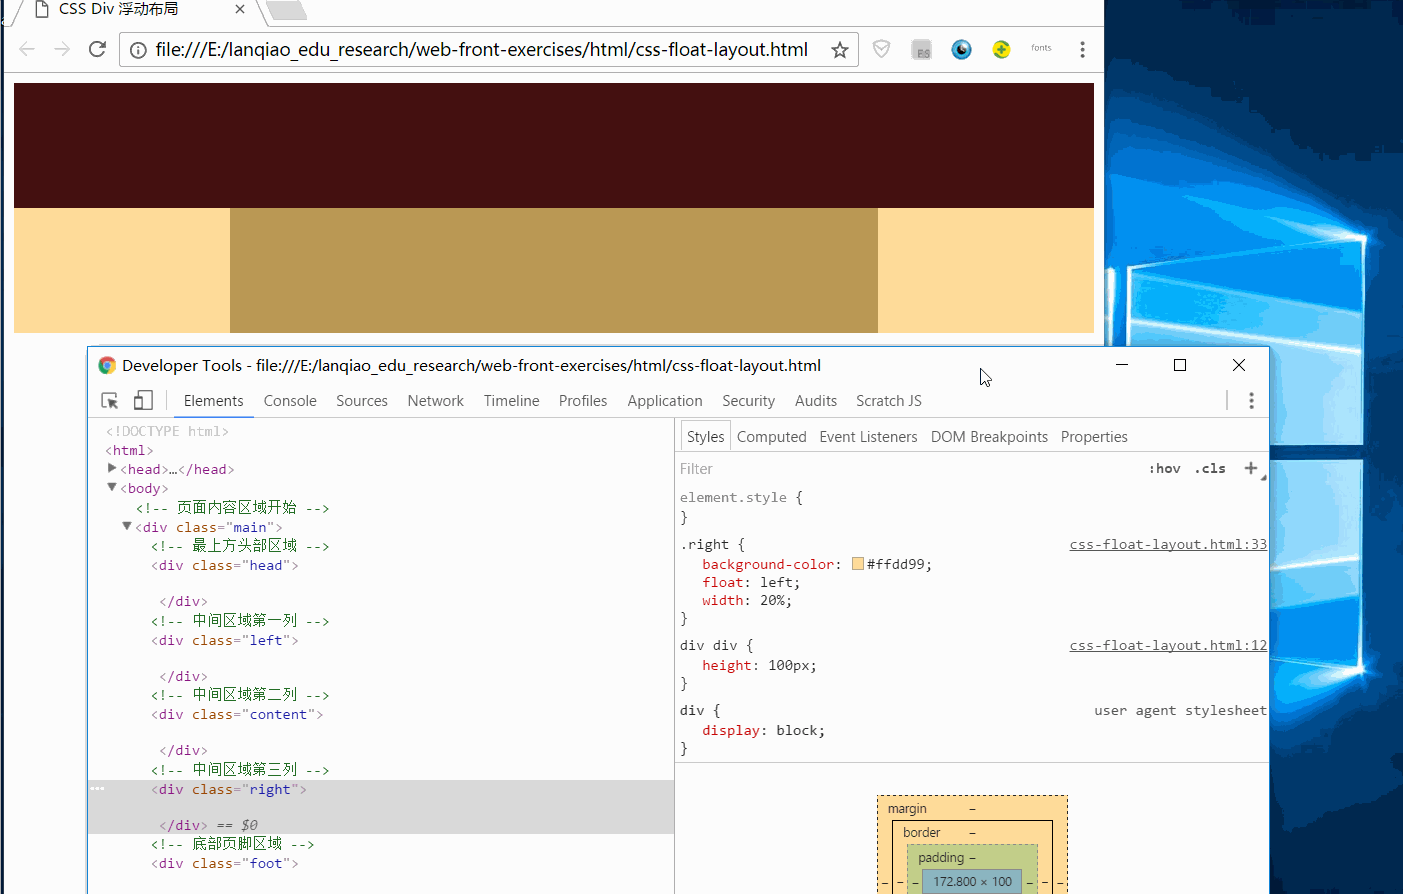 CSS Div 浮动布局
file:///E:/lanqiao_edu_research/web-front-exercises/html/css-float-layout.html
fonts
Developer Tools - file:///E:/lanqiao_edu_research/web-front-exercises/html/css-float-layout.html
Elements Console Sources Network Timeline Profiles Application Security Audits Scratch JS
<!DOCTYPE html>
<html>
<head>…</head>
<body>
<!-- 页面内容区域开始 -->
<div class="main">
<!-- 最上方头部区域 -->
<div class="head">
</div>
<!-- 中间区域第一列 -->
<div class="left">
</div>
<!-- 中间区域第二列 -->
<div class="content">
</div>
<!-- 中间区域第三列 -->
<div class="right">
</div> == $0
<!-- 底部页脚区域 -->
<div class="foot">
Styles Computed Event Listeners DOM Breakpoints Properties
Filter :hov .cls +
element.style {
}
.right { css-float-layout.html:33
background-color: #ffdd99;
float: left;
width: 20%;
}
div div { css-float-layout.html:12
height: 100px;
}
div { user agent stylesheet
display: block;
}
margin –
border –
padding –
– – – 172.800 × 100 – – –